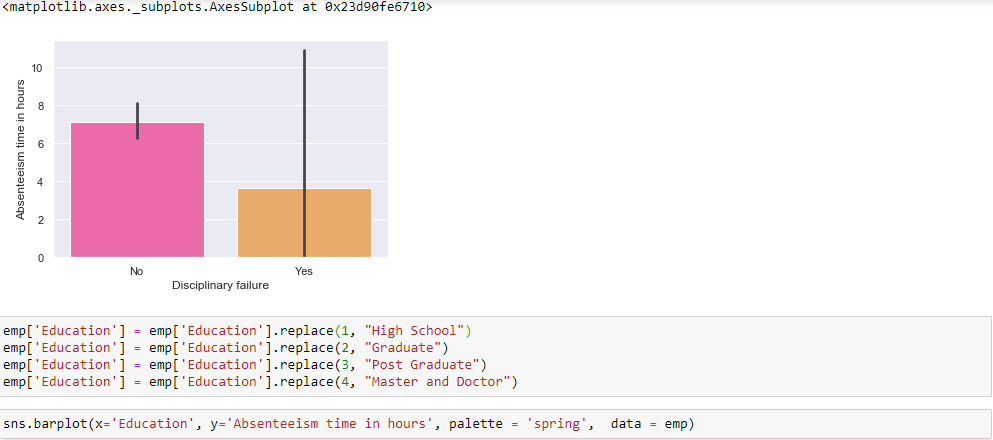 <matplotlib.axes._subplots.AxesSubplot at 0x23d90fe6710>
10
8
6
4
2
0
Absenteeism time in hours
No Yes
Disciplinary failure
emp['Education'] = emp['Education'].replace(1, "High School")
emp['Education'] = emp['Education'].replace(2, "Graduate")
emp['Education'] = emp['Education'].replace(3, "Post Graduate")
emp['Education'] = emp['Education'].replace(4, "Master and Doctor")
sns.barplot(x='Education', y='Absenteeism time in hours', palette = 'spring',  data = emp)